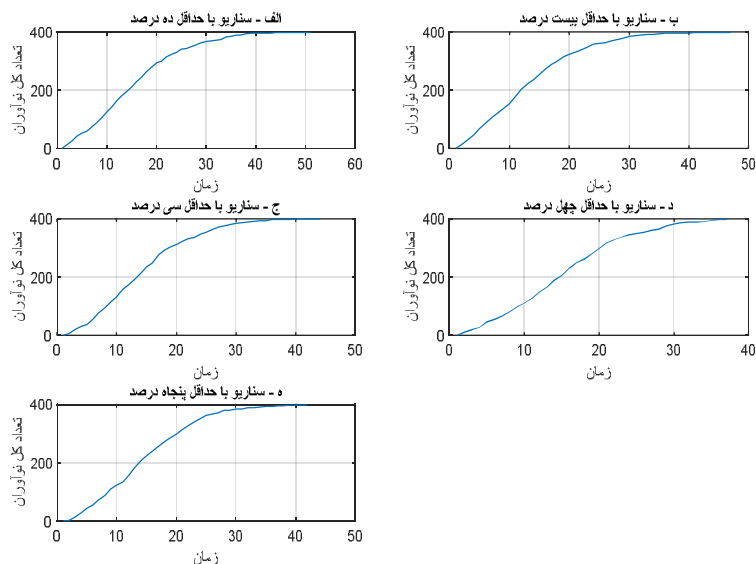 الف - سناریو با حداقل ده درصد
تعداد کل نوآوران
400
200
0
0 10 20 30 40 50 60
زمان
ب - سناریو با حداقل بیست درصد
تعداد کل نوآوران
400
200
0
0 10 20 30 40 50
زمان
ج - سناریو با حداقل سی درصد
تعداد کل نوآوران
400
200
0
0 10 20 30 40 50
زمان
د - سناریو با حداقل چهل درصد
تعداد کل نوآوران
400
200
0
0 10 20 30 40
زمان
ه - سناریو با حداقل پنجاه درصد
تعداد کل نوآوران
400
200
0
0 10 20 30 40 50
زمان